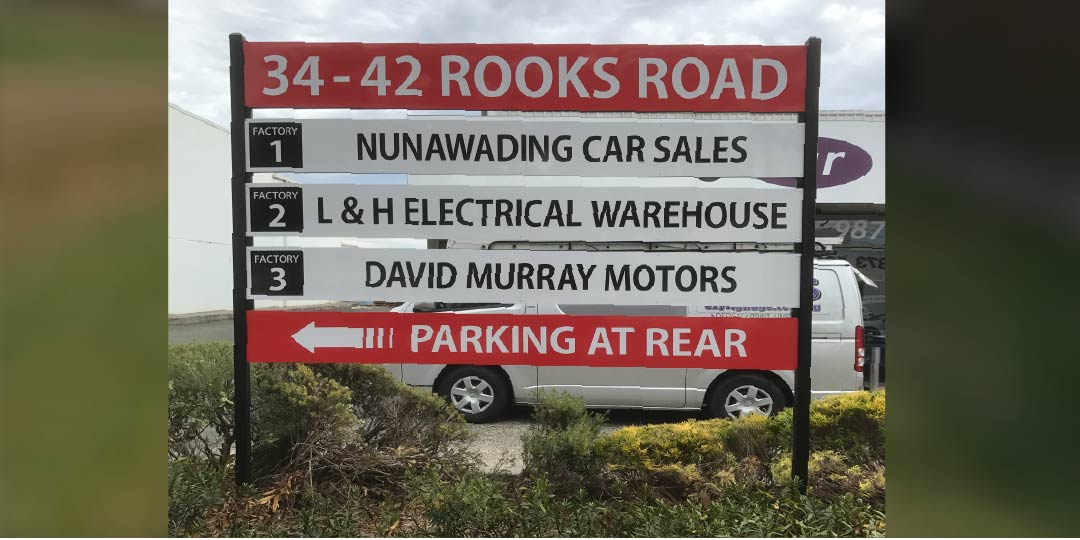 34 - 42 ROOKS ROAD
FACTORY 1 NUNAWADING CAR SALES
FACTORY 2 L & H ELECTRICAL WAREHOUSE
FACTORY 3 DAVID MURRAY MOTORS
PARKING AT REAR
987